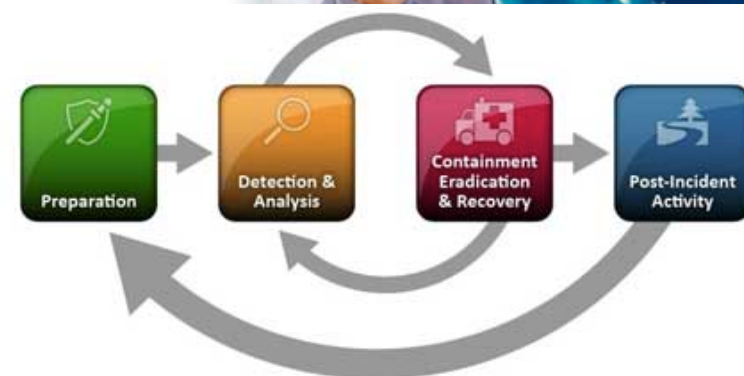 Preparation
Detection &
Analysis
Containment
Eradication
& Recovery
Post-Incident
Activity